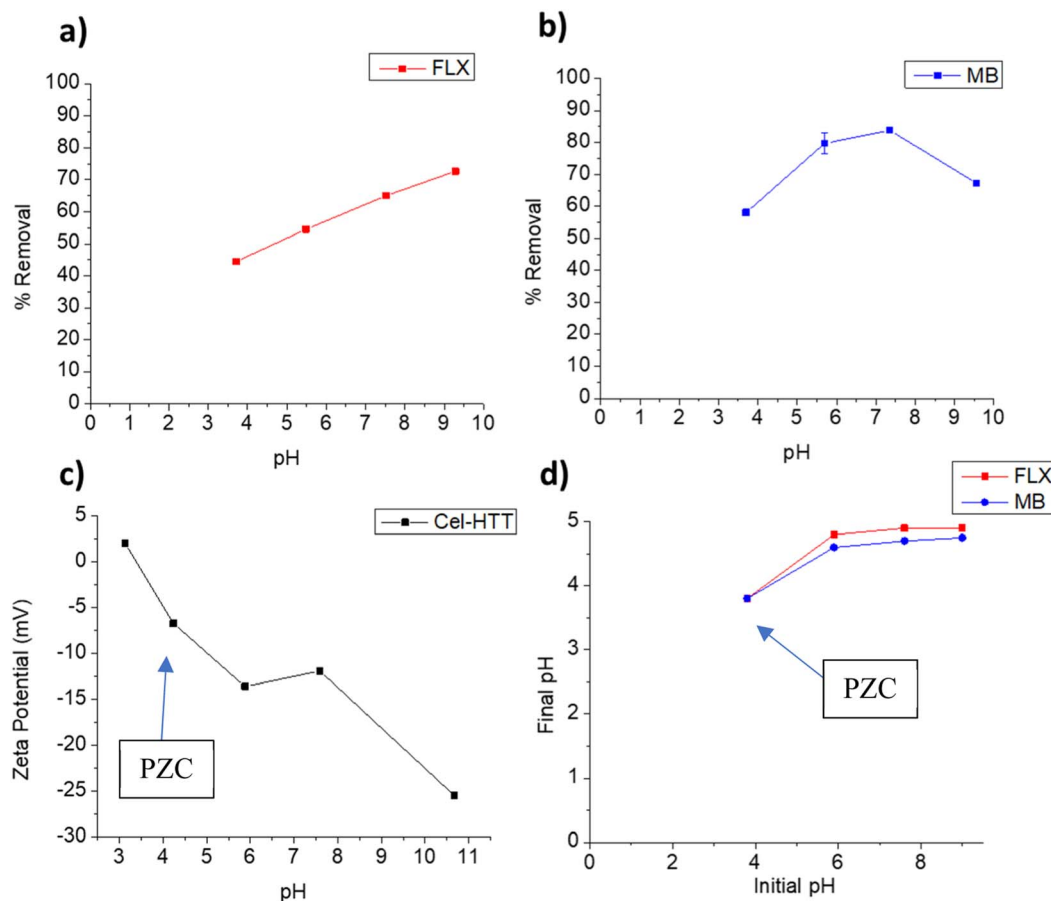 a)
FLX
100
90
80
70
60
50
40
30
20
10
0
% Removal
0 1 2 3 4 5 6 7 8 9 10
pH
b)
MB
100
90
80
70
60
50
40
30
20
10
0
% Removal
0 1 2 3 4 5 6 7 8 9 10
pH
c)
Cel-HTT
5
0
-5
-10
-15
-20
-25
-30
Zeta Potential (mV)
PZC
3 4 5 6 7 8 9 10 11
pH
d)
FLX
MB
5
4
3
2
1
0
Final pH
PZC
0 2 4 6 8
Initial pH